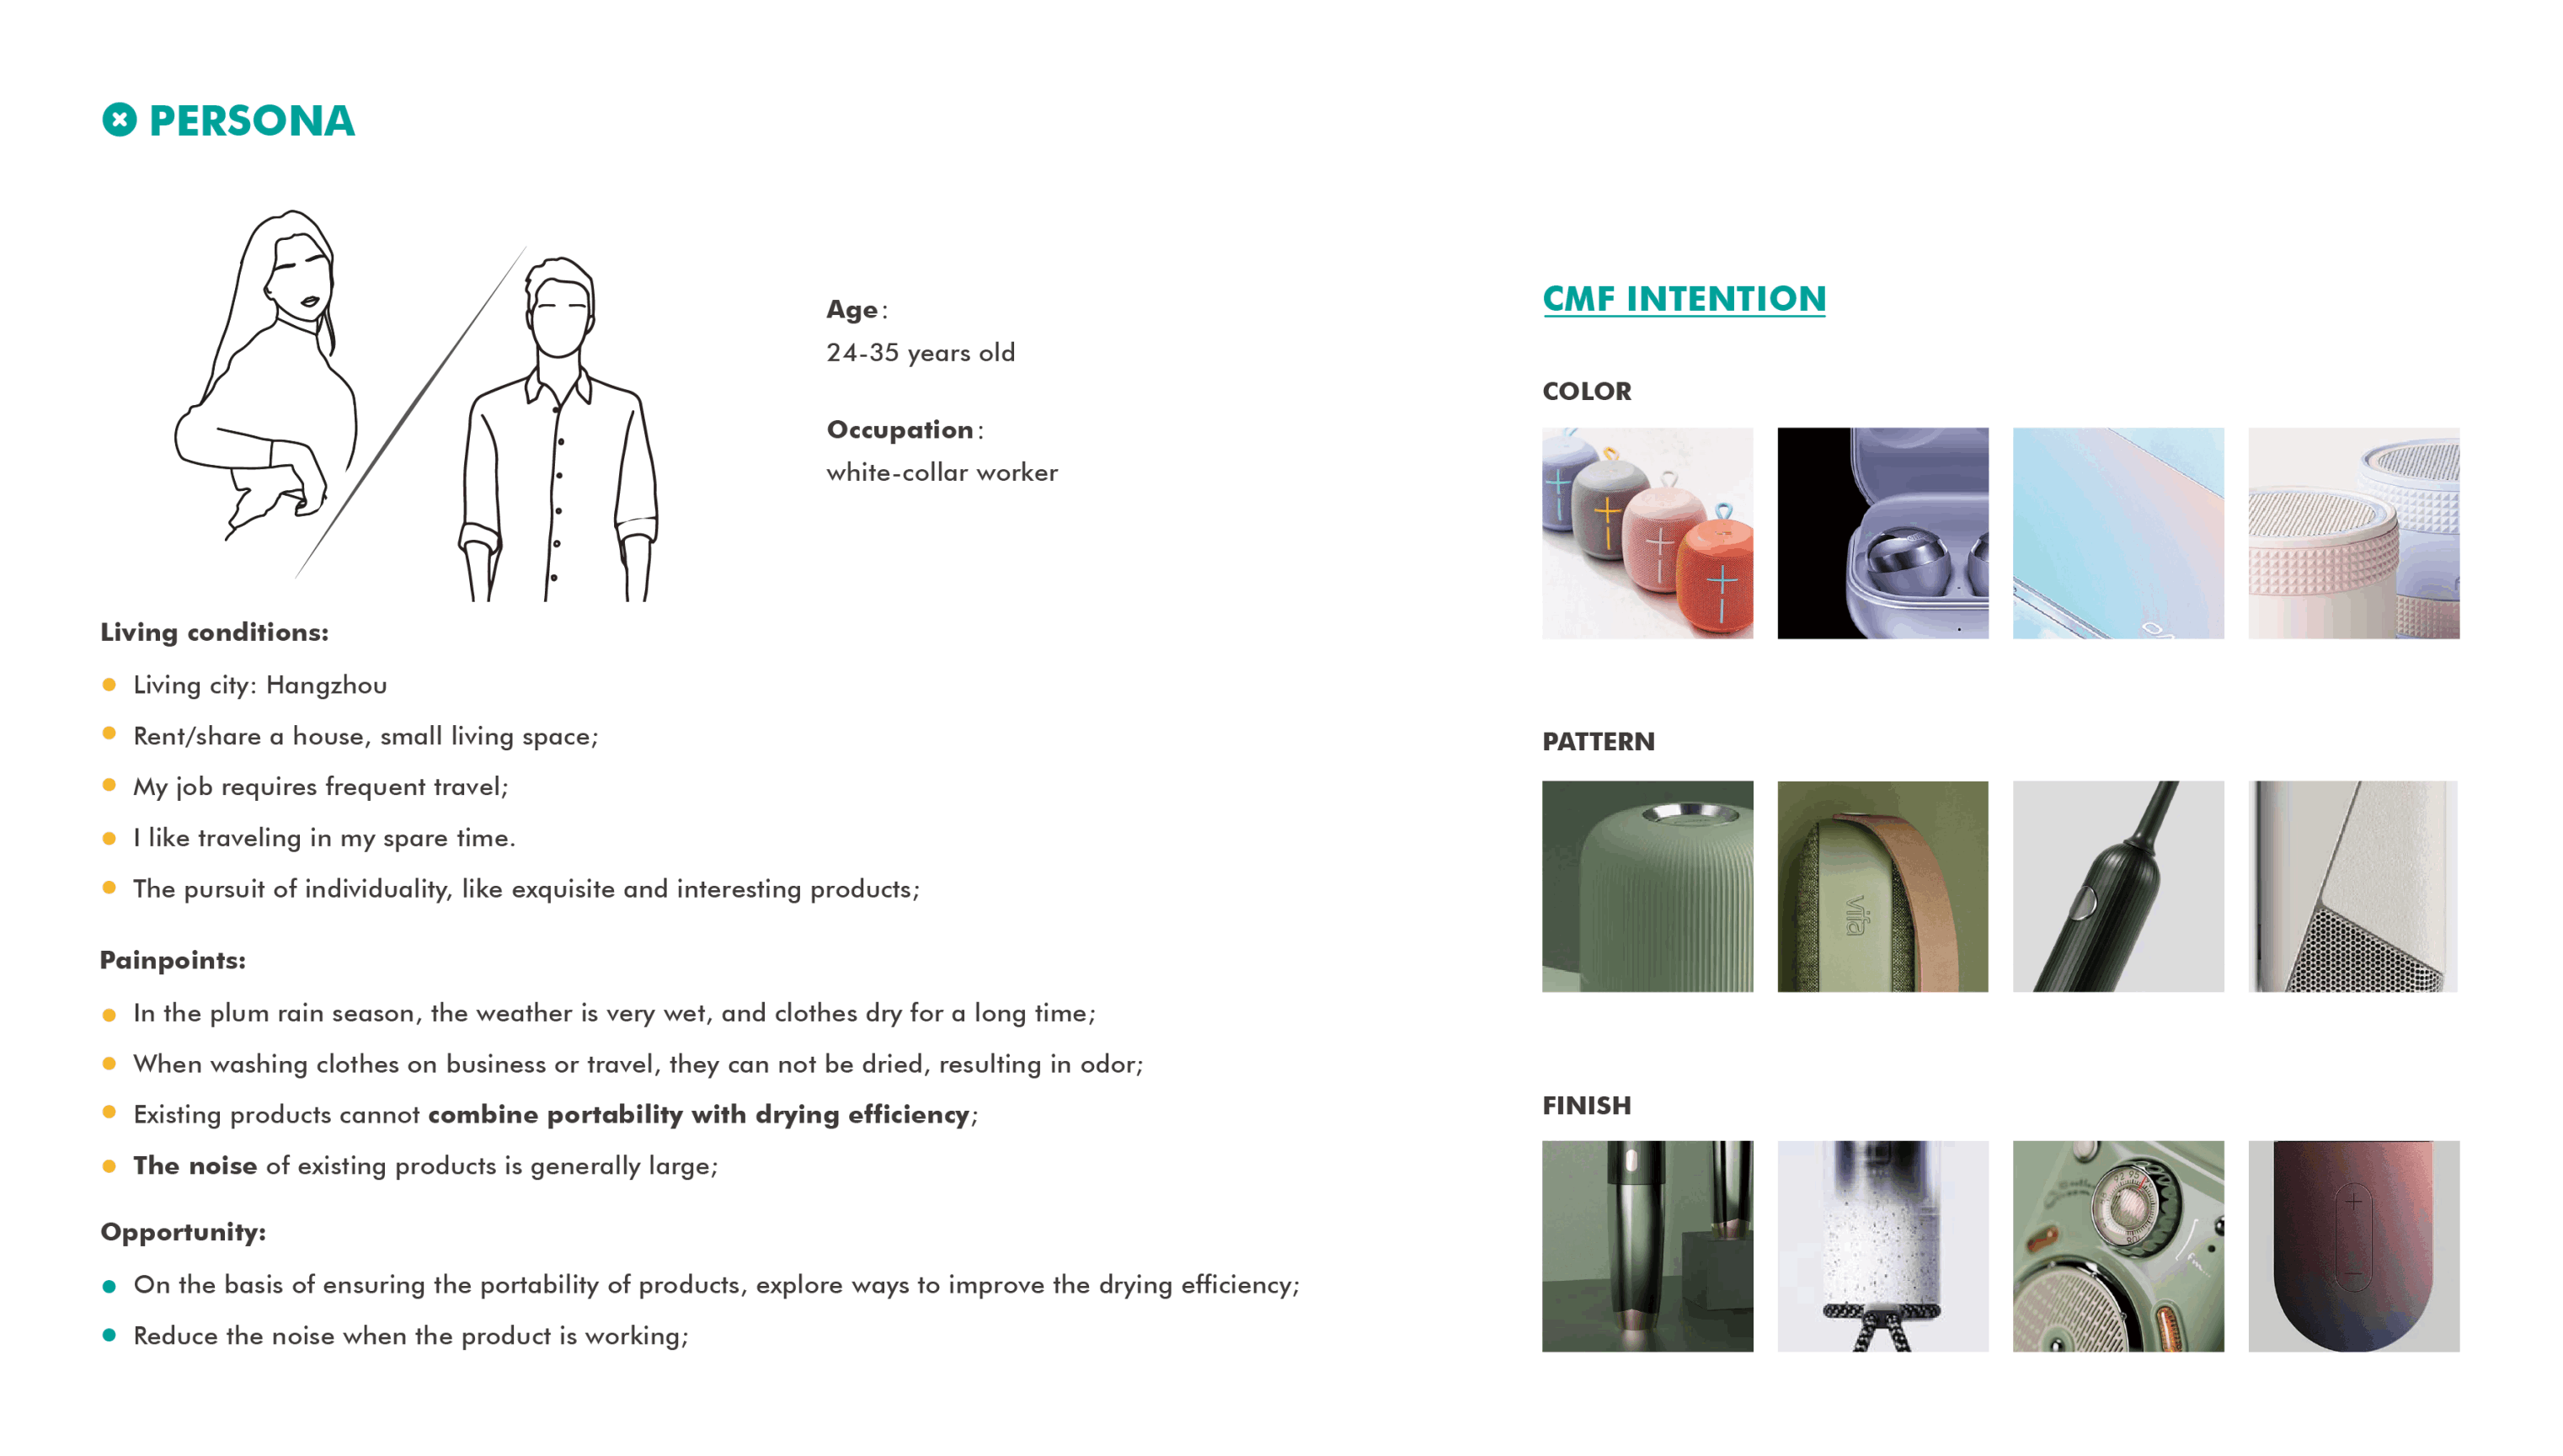 PERSONA
Age:
24-35 years old
Occupation:
white-collar worker
Living conditions:
Living city: Hangzhou
Rent/share a house, small living space;
My job requires frequent travel;
I like traveling in my spare time.
The pursuit of individuality, like exquisite and interesting products;
Painpoints:
In the plum rain season, the weather is very wet, and clothes dry for a long time;
When washing clothes on business or travel, they can not be dried, resulting in odor;
Existing products cannot combine portability with drying efficiency;
The noise of existing products is generally large;
Opportunity:
On the basis of ensuring the portability of products, explore ways to improve the drying efficiency;
Reduce the noise when the product is working;
CMF INTENTION
COLOR
PATTERN
vifa
FINISH